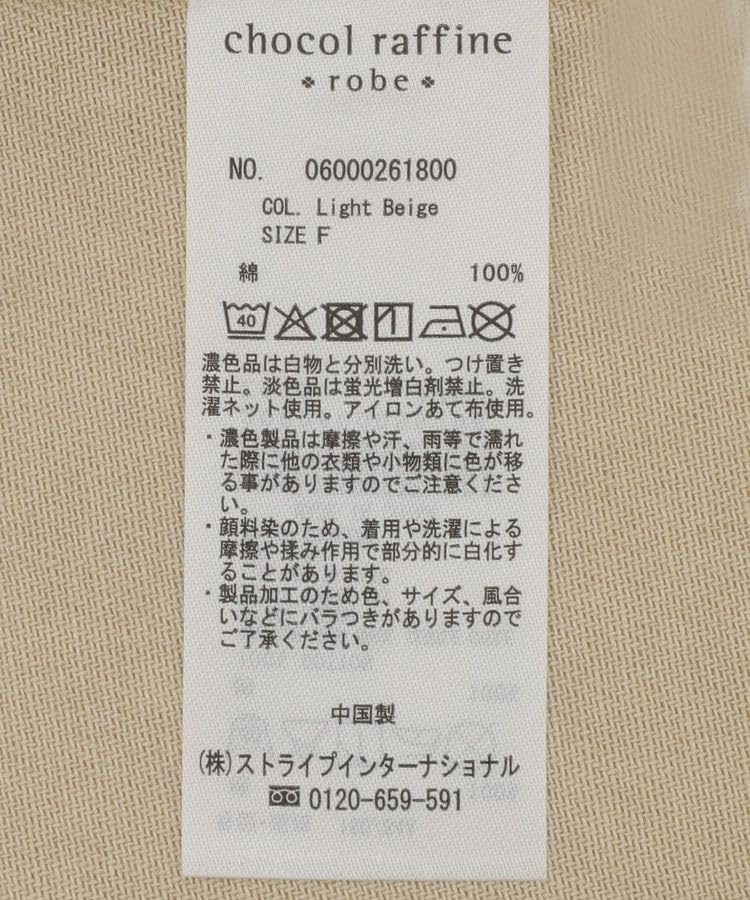 chocol raffine
robe
NO. 06000261800
COL. Light Beige
SIZE F
綿 100%
40
濃色品は白物と分別洗い。つけ置き
禁止。淡色品は蛍光増白剤禁止。洗
濯ネット使用。アイロンあて布使用。
・濃色製品は摩擦や汗、雨等で濡れ
た際に他の衣類や小物類に色が移
る事がありますのでご注意くださ
い。
・顔料染のため、着用や洗濯による
摩擦や揉み作用で部分的に白化す
ることがあります。
・製品加工のため色、サイズ、風合
いなどにバラつきがありますので
ご了承ください。
中国製
(株)ストライプインターナショナル
0120-659-591